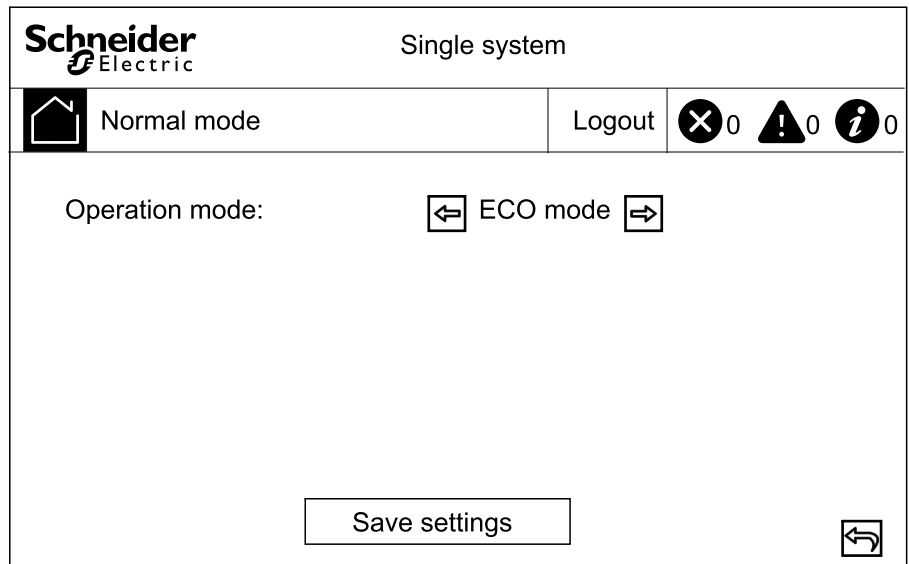 Schneider
Electric
Single system
Normal mode
Logout
0
0
0
Operation mode:
ECO mode
Save settings